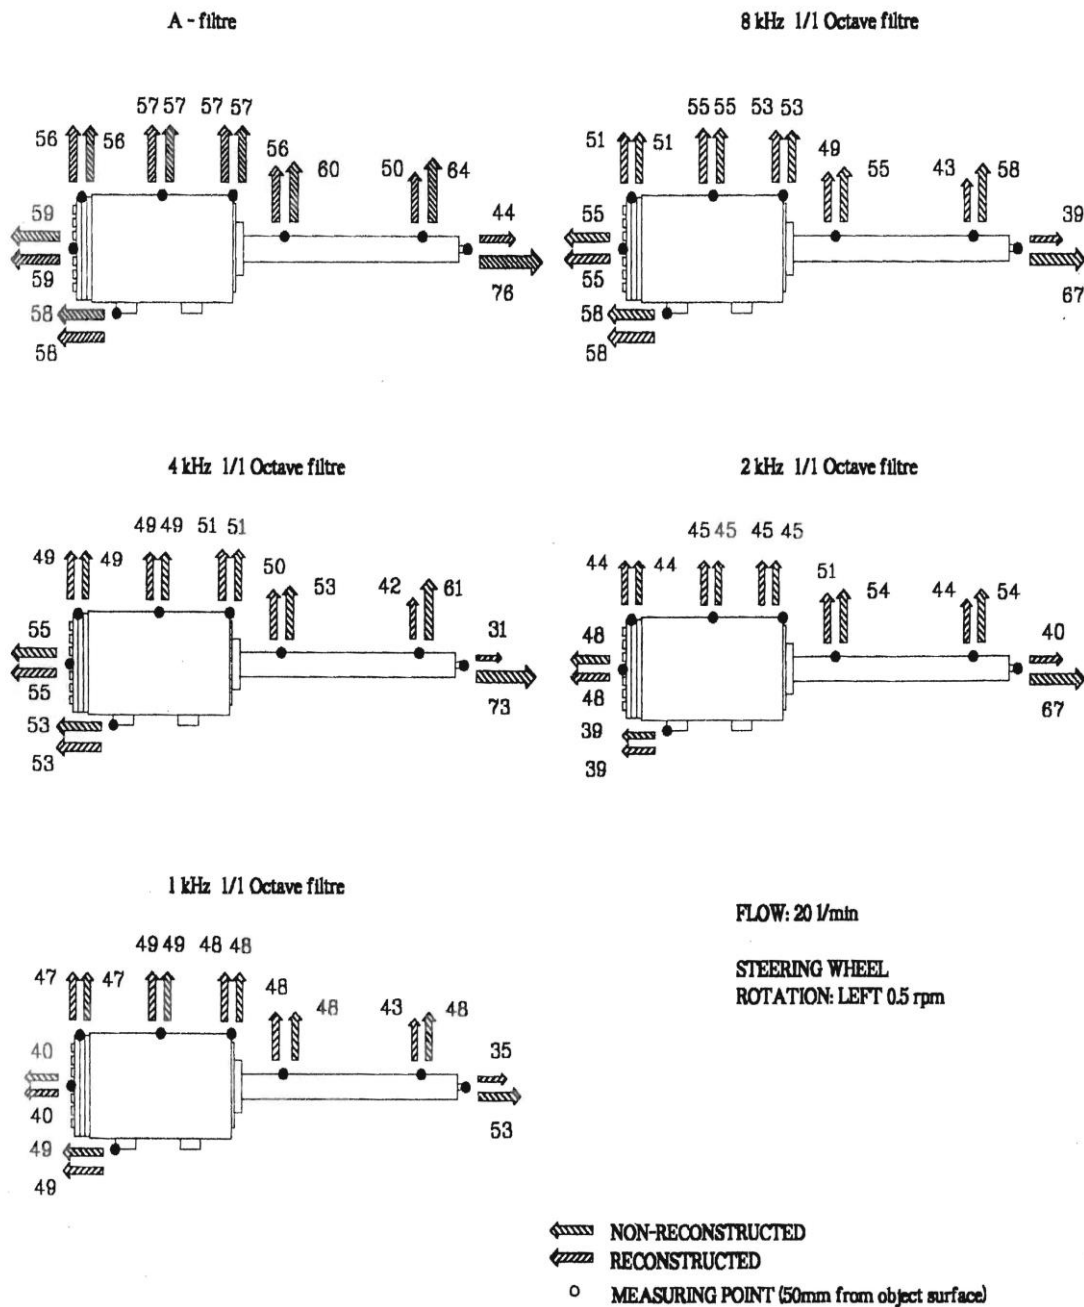 A - filtre
57 57 57 57
56 56 56 60 50 64
59 44
59 76
58
58
8 kHz 1/1 Octave filtre
55 55 53 53
51 51 49 55 43 58
55 39
55 67
58
58
4 kHz 1/1 Octave filtre
49 49 51 51
49 49 50 53 42 61
55 31
55 73
53
53
2 kHz 1/1 Octave filtre
45 45 45 45
44 44 51 54 44 54
48 40
48 67
39
39
1 kHz 1/1 Octave filtre
49 49 48 48
47 47 48 48 43 48
40 35
40 53
49
49
FLOW: 20 l/min
STEERING WHEEL
ROTATION: LEFT 0.5 rpm
NON-RECONSTRUCTED
RECONSTRUCTED
MEASURING POINT (50mm from object surface)